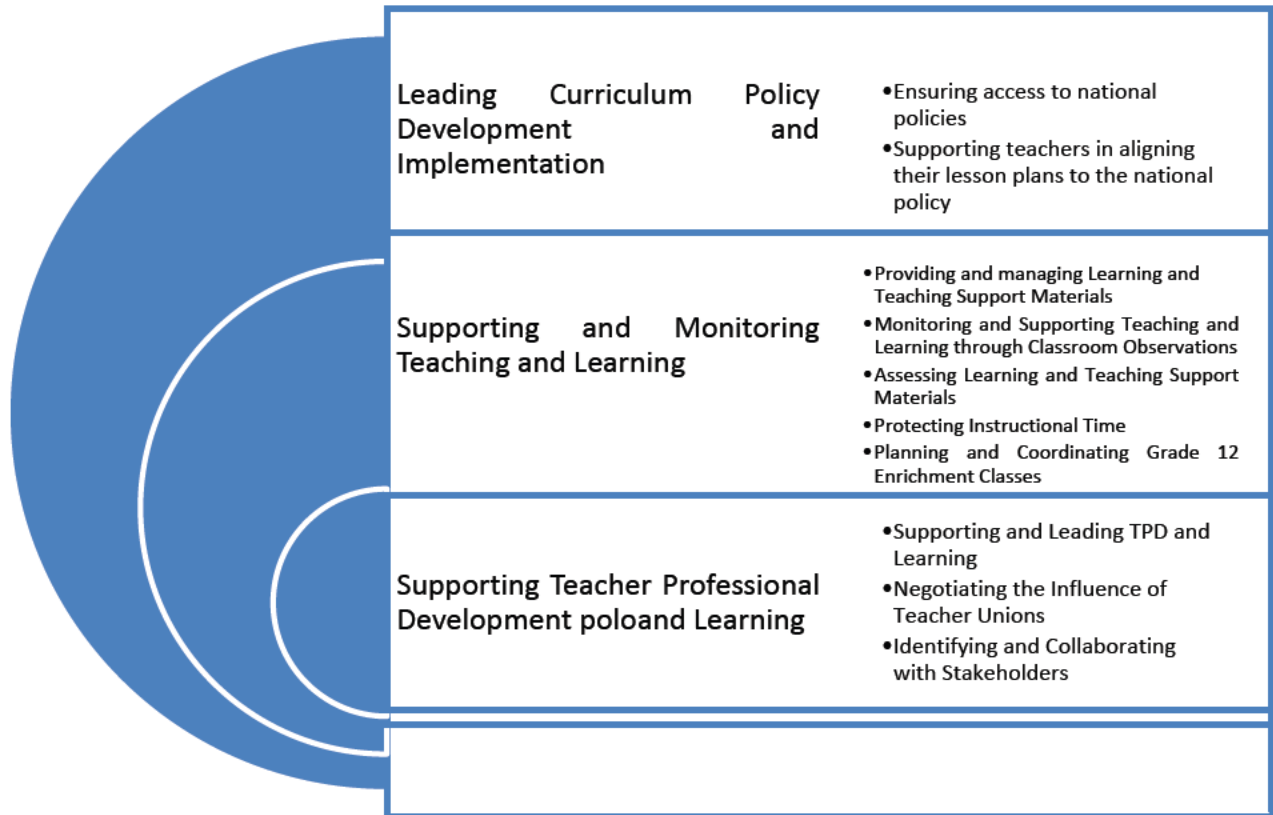 Leading Curriculum Policy
Development and
Implementation
•Ensuring access to national
policies
•Supporting teachers in aligning
their lesson plans to the national
policy
Supporting and Monitoring
Teaching and Learning
•Providing and managing Learning and
Teaching Support Materials
•Monitoring and Supporting Teaching and
Learning through Classroom Observations
•Assessing Learning and Teaching Support
Materials
•Protecting Instructional Time
•Planning and Coordinating Grade 12
Enrichment Classes
Supporting Teacher Professional
Development poloand Learning
•Supporting and Leading TPD and
Learning
•Negotiating the Influence of
Teacher Unions
•Identifying and Collaborating
with Stakeholders